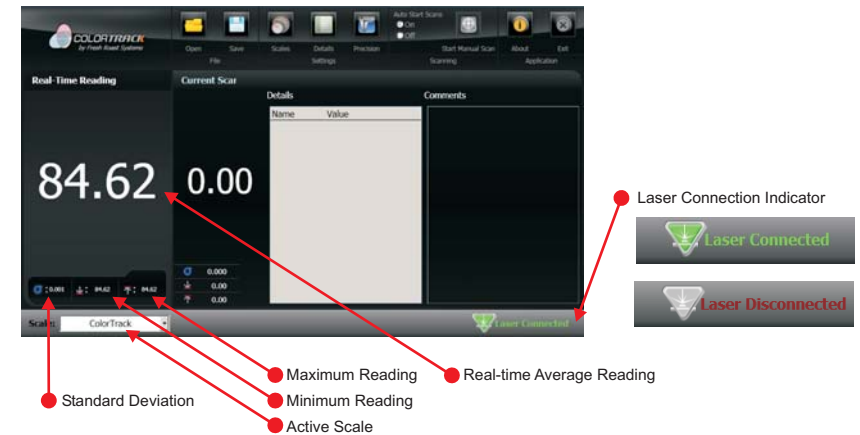 Auto Start Scans
On
Off
COLORTRACK
by Fresh Roast Systems
Open Save Scales Details Precision Start Manual Scan About Exit
File Settings Scanning Application
Real-Time Reading Current Scan
Details Comments
Name Value
84.62 0.00
Laser Connection Indicator
Laser Connected
0.000
0.00
0.00
: 0.001 : 84.62 : 84.62
Laser Disconnected
Scale: ColorTrack Laser Connected
Maximum Reading Real-time Average Reading
Standard Deviation Minimum Reading
Active Scale